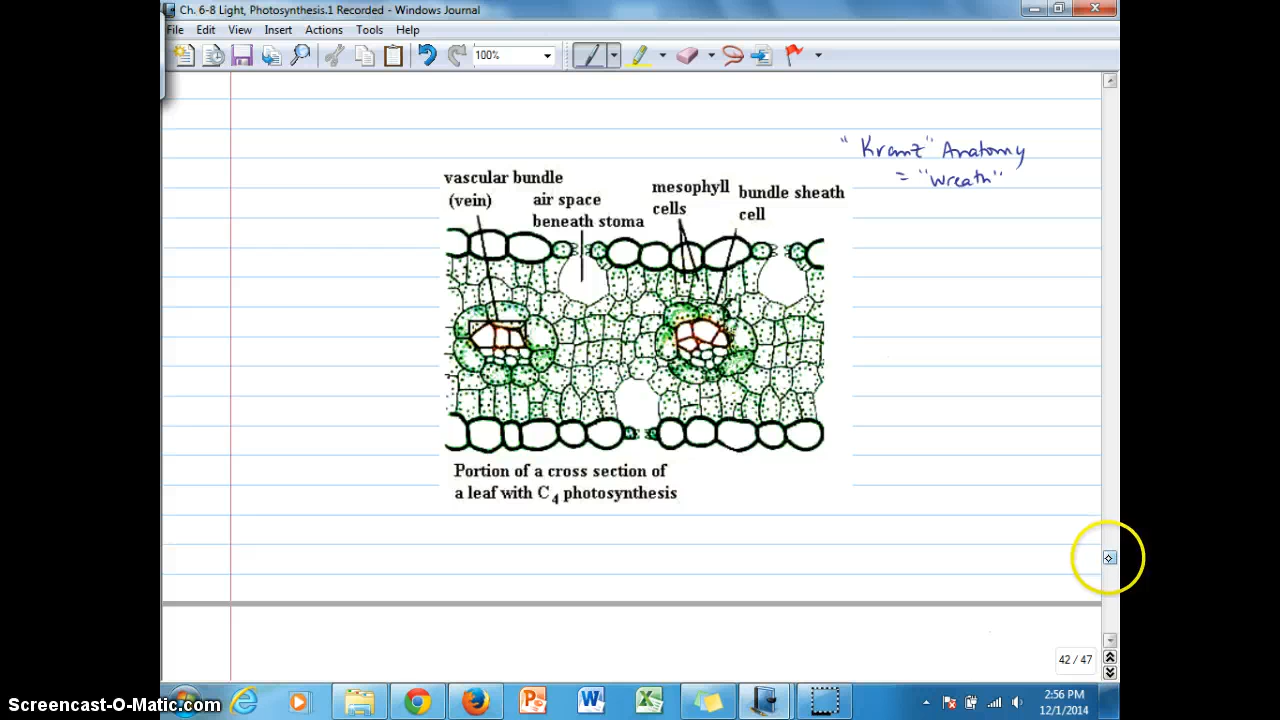 Ch. 6-8 Light, Photosynthesis.1 Recorded - Windows Journal
File Edit View Insert Actions Tools Help
100%
"Kranz" Anatomy
= "Wreath"
vascular bundle
(vein)
air space
beneath stoma
mesophyll
cells
bundle sheath
cell
Portion of a cross section of
a leaf with C4 photosynthesis
42 / 47
2:56 PM
12/1/2014
Screencast-O-Matic.com